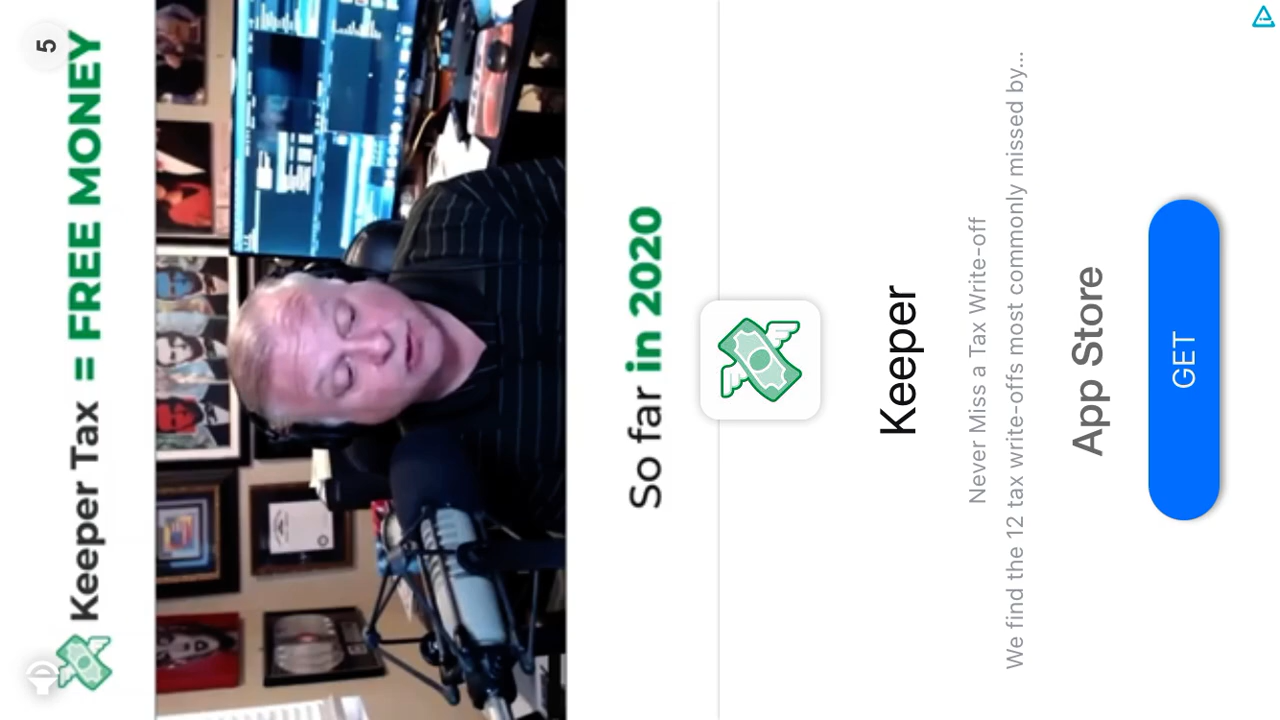 5
Keeper Tax = FREE MONEY
So far in 2020
Keeper
Never Miss a Tax Write-off
We find the 12 tax write-offs most commonly missed by...
App Store
GET